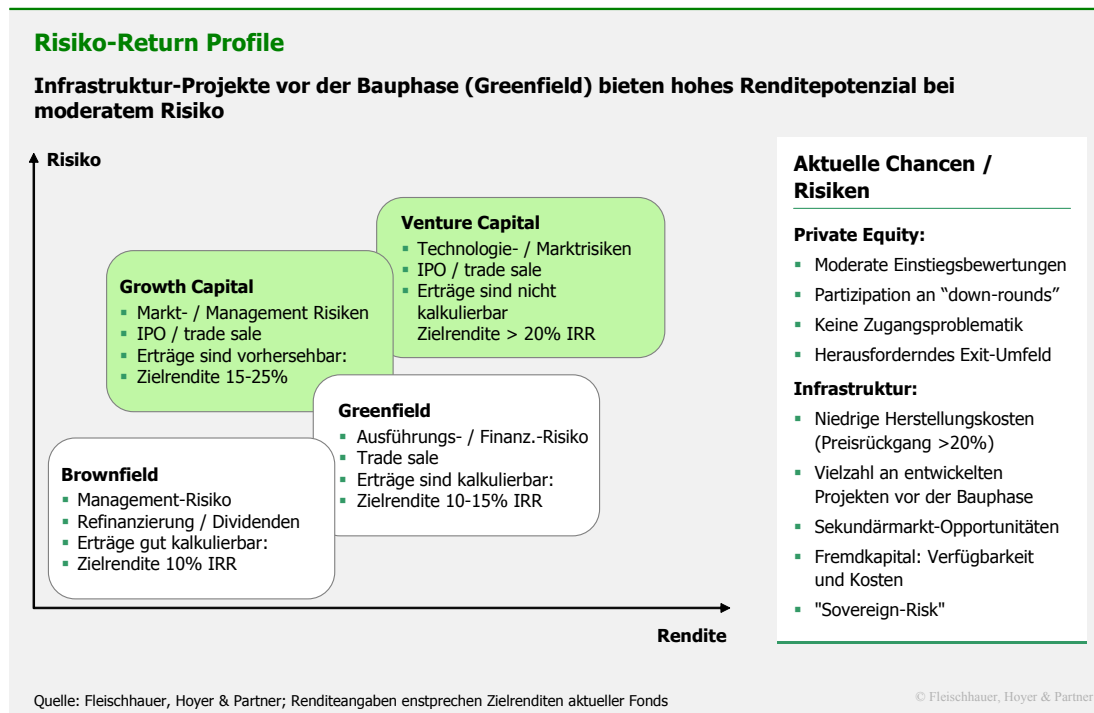 Risiko-Return Profile
Infrastruktur-Projekte vor der Bauphase (Greenfield) bieten hohes Renditepotenzial bei
moderatem Risiko
Risiko
Venture Capital
Technologie- / Marktrisiken
IPO / trade sale
Erträge sind nicht
kalkulierbar
Zielrendite > 20% IRR
Growth Capital
Markt- / Management Risiken
IPO / trade sale
Erträge sind vorhersehbar:
Zielrendite 15-25%
Greenfield
Ausführungs- / Finanz.-Risiko
Trade sale
Erträge sind kalkulierbar:
Zielrendite 10-15% IRR
Brownfield
Management-Risiko
Refinanzierung / Dividenden
Erträge gut kalkulierbar:
Zielrendite 10% IRR
Rendite
Aktuelle Chancen /
Risiken
Private Equity:
Moderate Einstiegsbewertungen
Partizipation an “down-rounds”
Keine Zugangsproblematik
Herausforderndes Exit-Umfeld
Infrastruktur:
Niedrige Herstellungskosten
(Preisrückgang >20%)
Vielzahl an entwickelten
Projekten vor der Bauphase
Sekundärmarkt-Opportunitäten
Fremdkapital: Verfügbarkeit
und Kosten
"Sovereign-Risk"
Quelle: Fleischhauer, Hoyer & Partner; Renditeangaben enstprechen Zielrenditen aktueller Fonds
© Fleischhauer, Hoyer & Partner